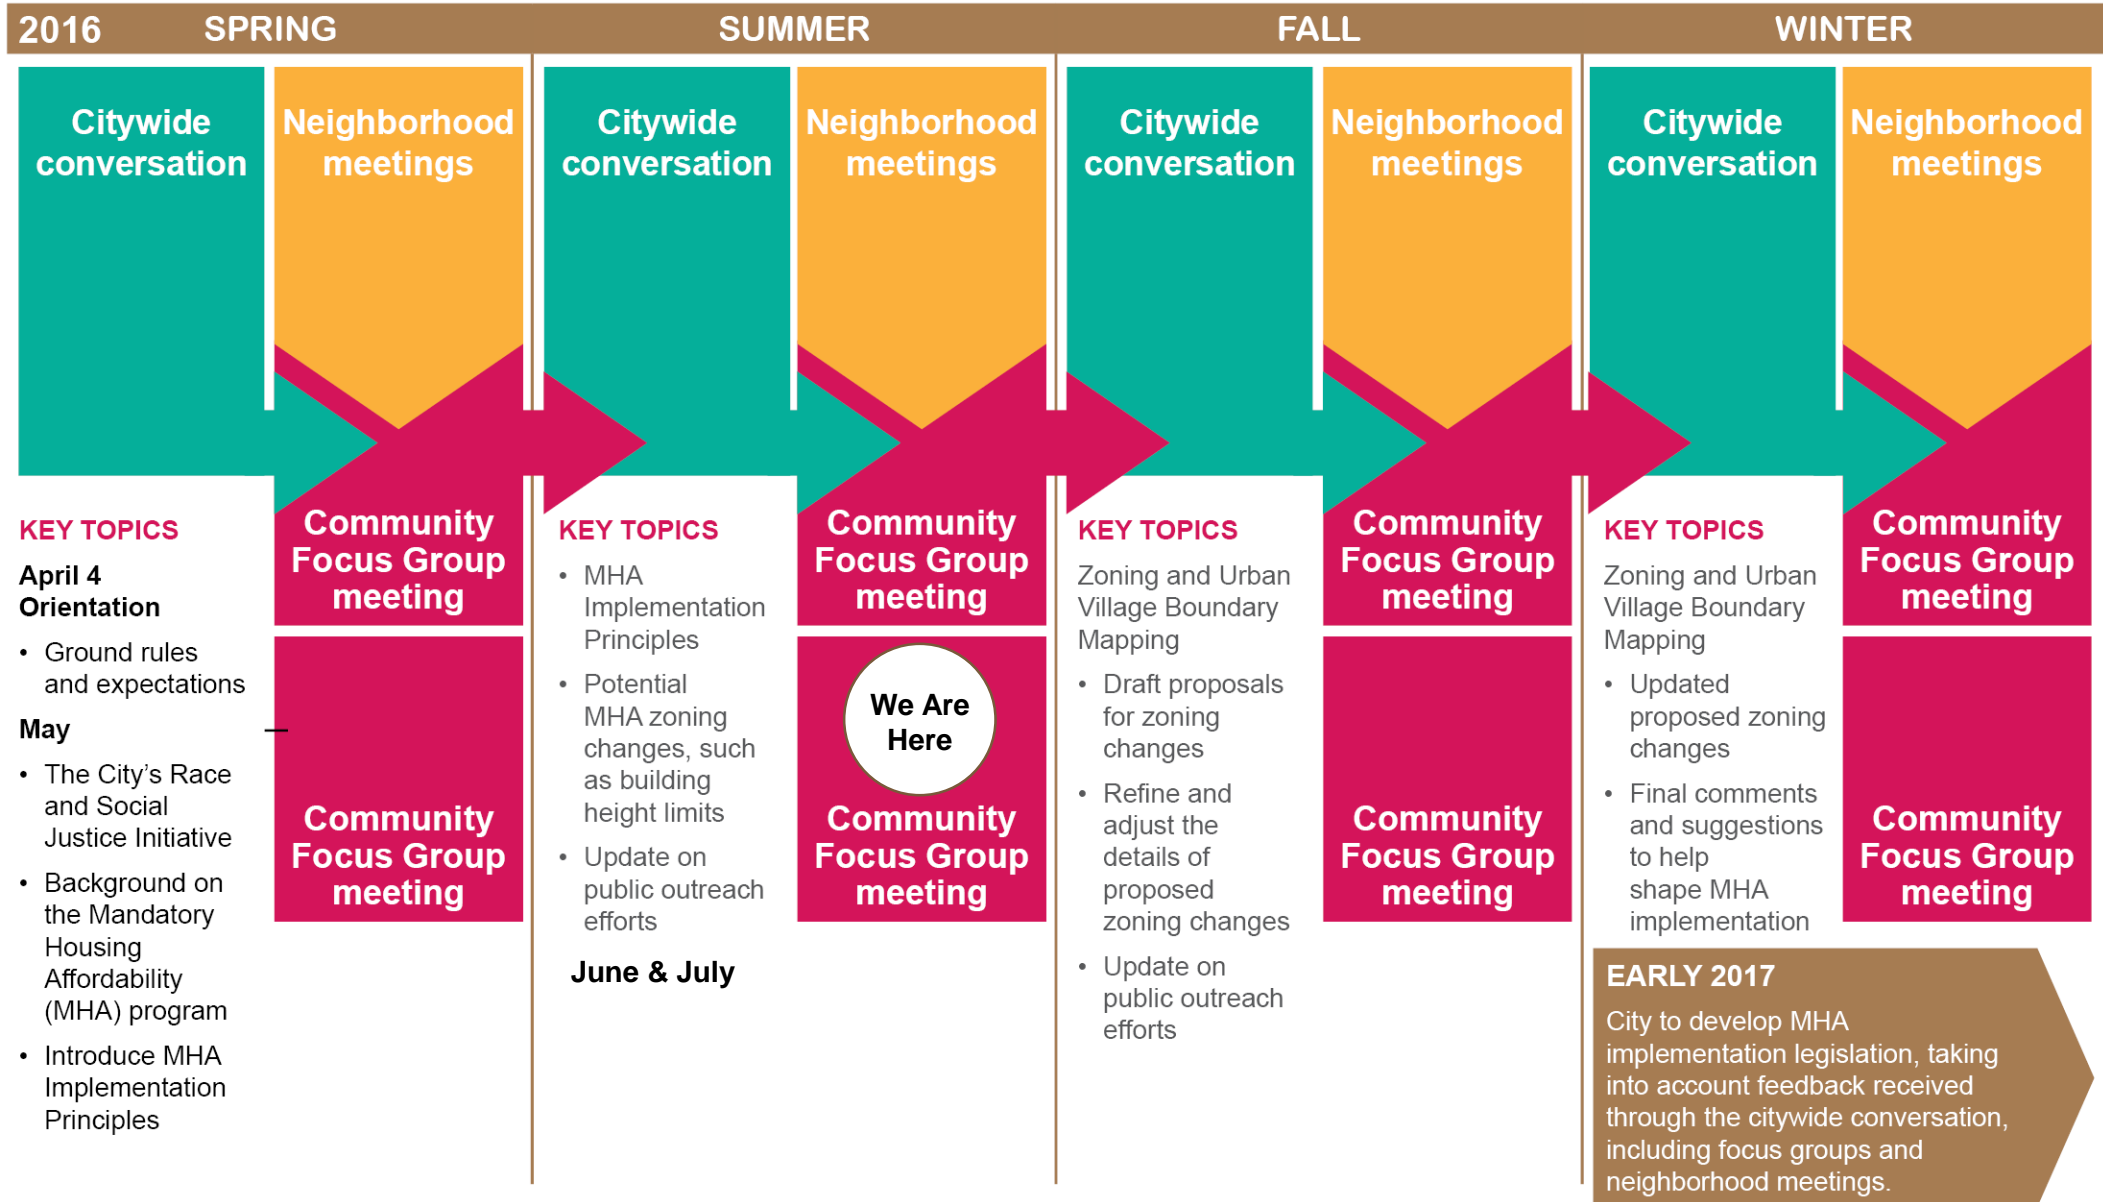 2016 SPRING
Citywide
conversation
Neighborhood
meetings
KEY TOPICS
April 4
Orientation
• Ground rules
and expectations
May
• The City’s Race
and Social
Justice Initiative
• Background on
the Mandatory
Housing
Affordability
(MHA) program
• Introduce MHA
Implementation
Principles
Community
Focus Group
meeting
Community
Focus Group
meeting
SUMMER
Citywide
conversation
Neighborhood
meetings
KEY TOPICS
• MHA
Implementation
Principles
• Potential
MHA zoning
changes, such
as building
height limits
• Update on
public outreach
efforts
June & July
Community
Focus Group
meeting
We Are
Here
Community
Focus Group
meeting
FALL
Citywide
conversation
Neighborhood
meetings
KEY TOPICS
Zoning and Urban
Village Boundary
Mapping
• Draft proposals
for zoning
changes
• Refine and
adjust the
details of
proposed
zoning changes
• Update on
public outreach
efforts
Community
Focus Group
meeting
Community
Focus Group
meeting
WINTER
Citywide
conversation
Neighborhood
meetings
KEY TOPICS
Zoning and Urban
Village Boundary
Mapping
• Updated
proposed zoning
changes
• Final comments
and suggestions
to help
shape MHA
implementation
Community
Focus Group
meeting
Community
Focus Group
meeting
EARLY 2017
City to develop MHA
implementation legislation, taking
into account feedback received
through the citywide conversation,
including focus groups and
neighborhood meetings.